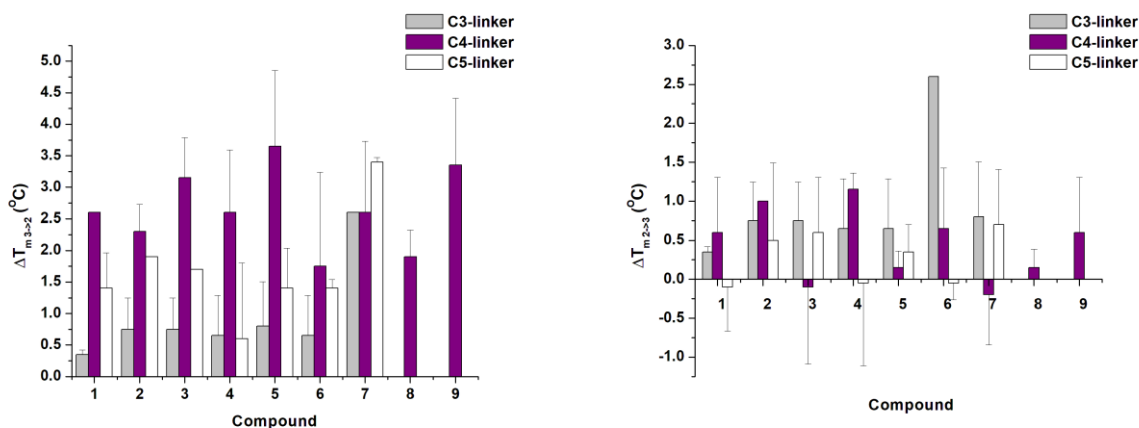 C3-linker
C4-linker
C5-linker
5.0
4.5
4.0
3.5
3.0
2.5
2.0
1.5
1.0
0.5
0.0
ΔTm 3->2 (°C)
1 2 3 4 5 6 7 8 9
Compound
C3-linker
C4-linker
C5-linker
3.0
2.5
2.0
1.5
1.0
0.5
0.0
-0.5
-1.0
ΔTm 2->3 (°C)
1 2 3 4 5 6 7 8 9
Compound